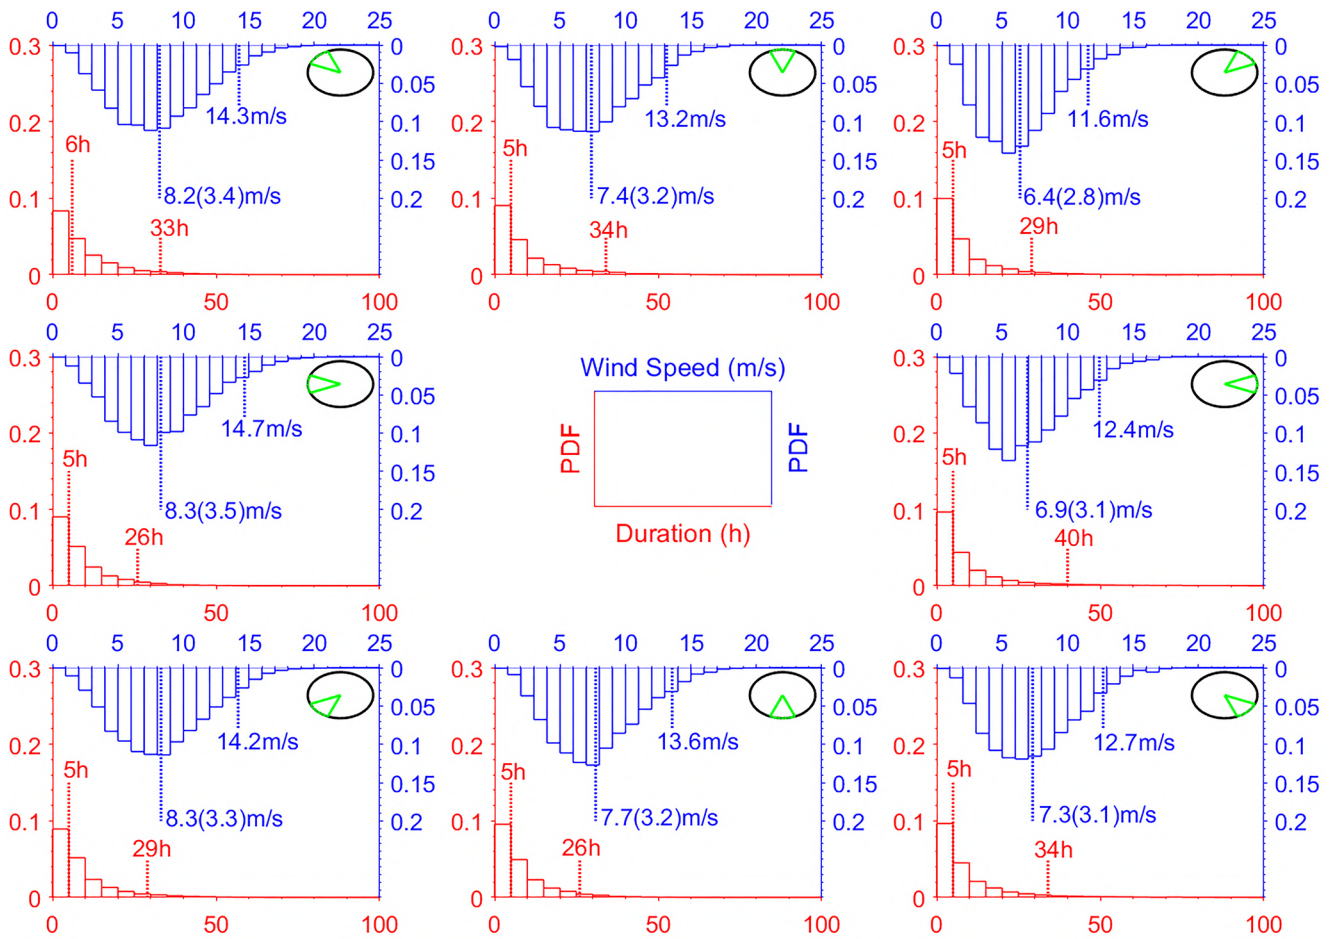 0 5 10 15 20 25 0 5 10 15 20 25 0 5 10 15 20 25
0.3 0 0.3 0 0.3 0
0.05 0.05 0.05
14.3m/s 13.2m/s 11.6m/s
0.2 0.1 0.2 0.1 0.2 0.1
6h 5h 5h
0.15 0.15 0.15
0.1 8.2(3.4)m/s 0.2 0.1 7.4(3.2)m/s 0.2 0.1 6.4(2.8)m/s 0.2
33h 34h 29h
0 0 0
0 50 100 0 50 100 0 50 100
0 5 10 15 20 25 0 5 10 15 20 25
0.3 0 0.3 0
Wind Speed (m/s)
0.05 0.05
14.7m/s 12.4m/s
0.2 0.1 PDF PDF 0.2 0.1
5h 5h
0.15 0.15
0.1 8.3(3.5)m/s 0.2 0.1 6.9(3.1)m/s 0.2
26h Duration (h) 40h
0 0
0 50 100 0 50 100
0 5 10 15 20 25 0 5 10 15 20 25 0 5 10 15 20 25
0.3 0 0.3 0 0.3 0
0.05 0.05 0.05
14.2m/s 13.6m/s 12.7m/s
0.2 0.1 0.2 0.1 0.2 0.1
5h 5h 5h
0.15 0.15 0.15
0.1 8.3(3.3)m/s 0.2 0.1 7.7(3.2)m/s 0.2 0.1 7.3(3.1)m/s 0.2
29h 26h 34h
0 0 0
0 50 100 0 50 100 0 50 100